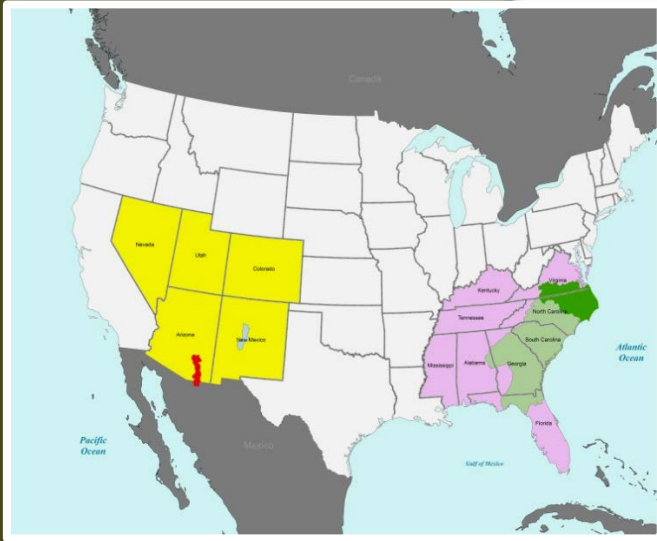 Canada
Nevada
Utah
Colorado
Kentucky
Virginia
Tennessee
North Carolina
Arizona
New Mexico
South Carolina
Mississippi
Alabama
Georgia
Atlantic
Ocean
Florida
Pacific
Ocean
Mexico
Gulf of Mexico